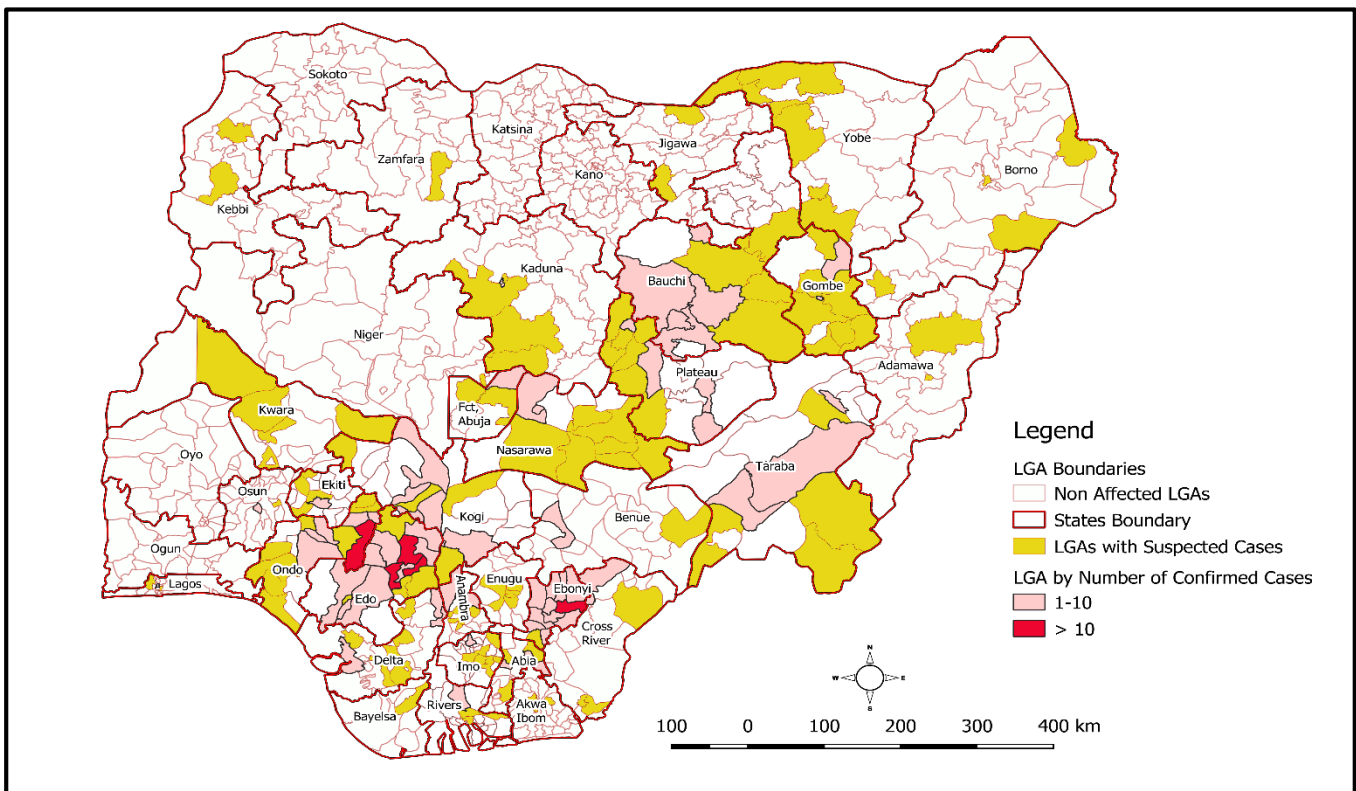 Sokoto
Katsina
Jigawa
Yobe
Zamfara
Kano
Borno
Kebbi
Kaduna
Bauchi
Gombe
Niger
Plateau
Adamawa
Fct,
Abuja
Kwara
Nasarawa
Oyo
Taraba
Osun
Ekiti
Kogi
Benue
Ogun
Ondo
Lagos
Edo
Anambra
Enugu
Ebonyi
Cross
River
Delta
Imo
Abia
Bayelsa
Rivers
Akwa
Ibom
Legend
LGA Boundaries
Non Affected LGAs
States Boundary
LGAs with Suspected Cases
LGA by Number of Confirmed Cases
1-10
> 10
N
W
E
S
100 0 100 200 300 400 km